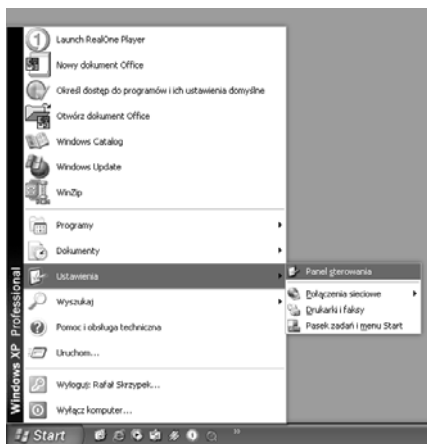 Launch RealOne Player
Nowy dokument Office
Określ dostęp do programów i ich ustawienia domyślne
Otwórz dokument Office
Windows Catalog
Windows Update
WinZip
Programy
Dokumenty
Ustawienia
Wyszukaj
Pomoc i obsługa techniczna
Uruchom...
Wyloguj: Rafał Skrzypek...
Wyłącz komputer...
Windows XP Professional
Panel sterowania
Połączenia sieciowe
Drukarki i faksy
Pasek zadań i menu Start
Start